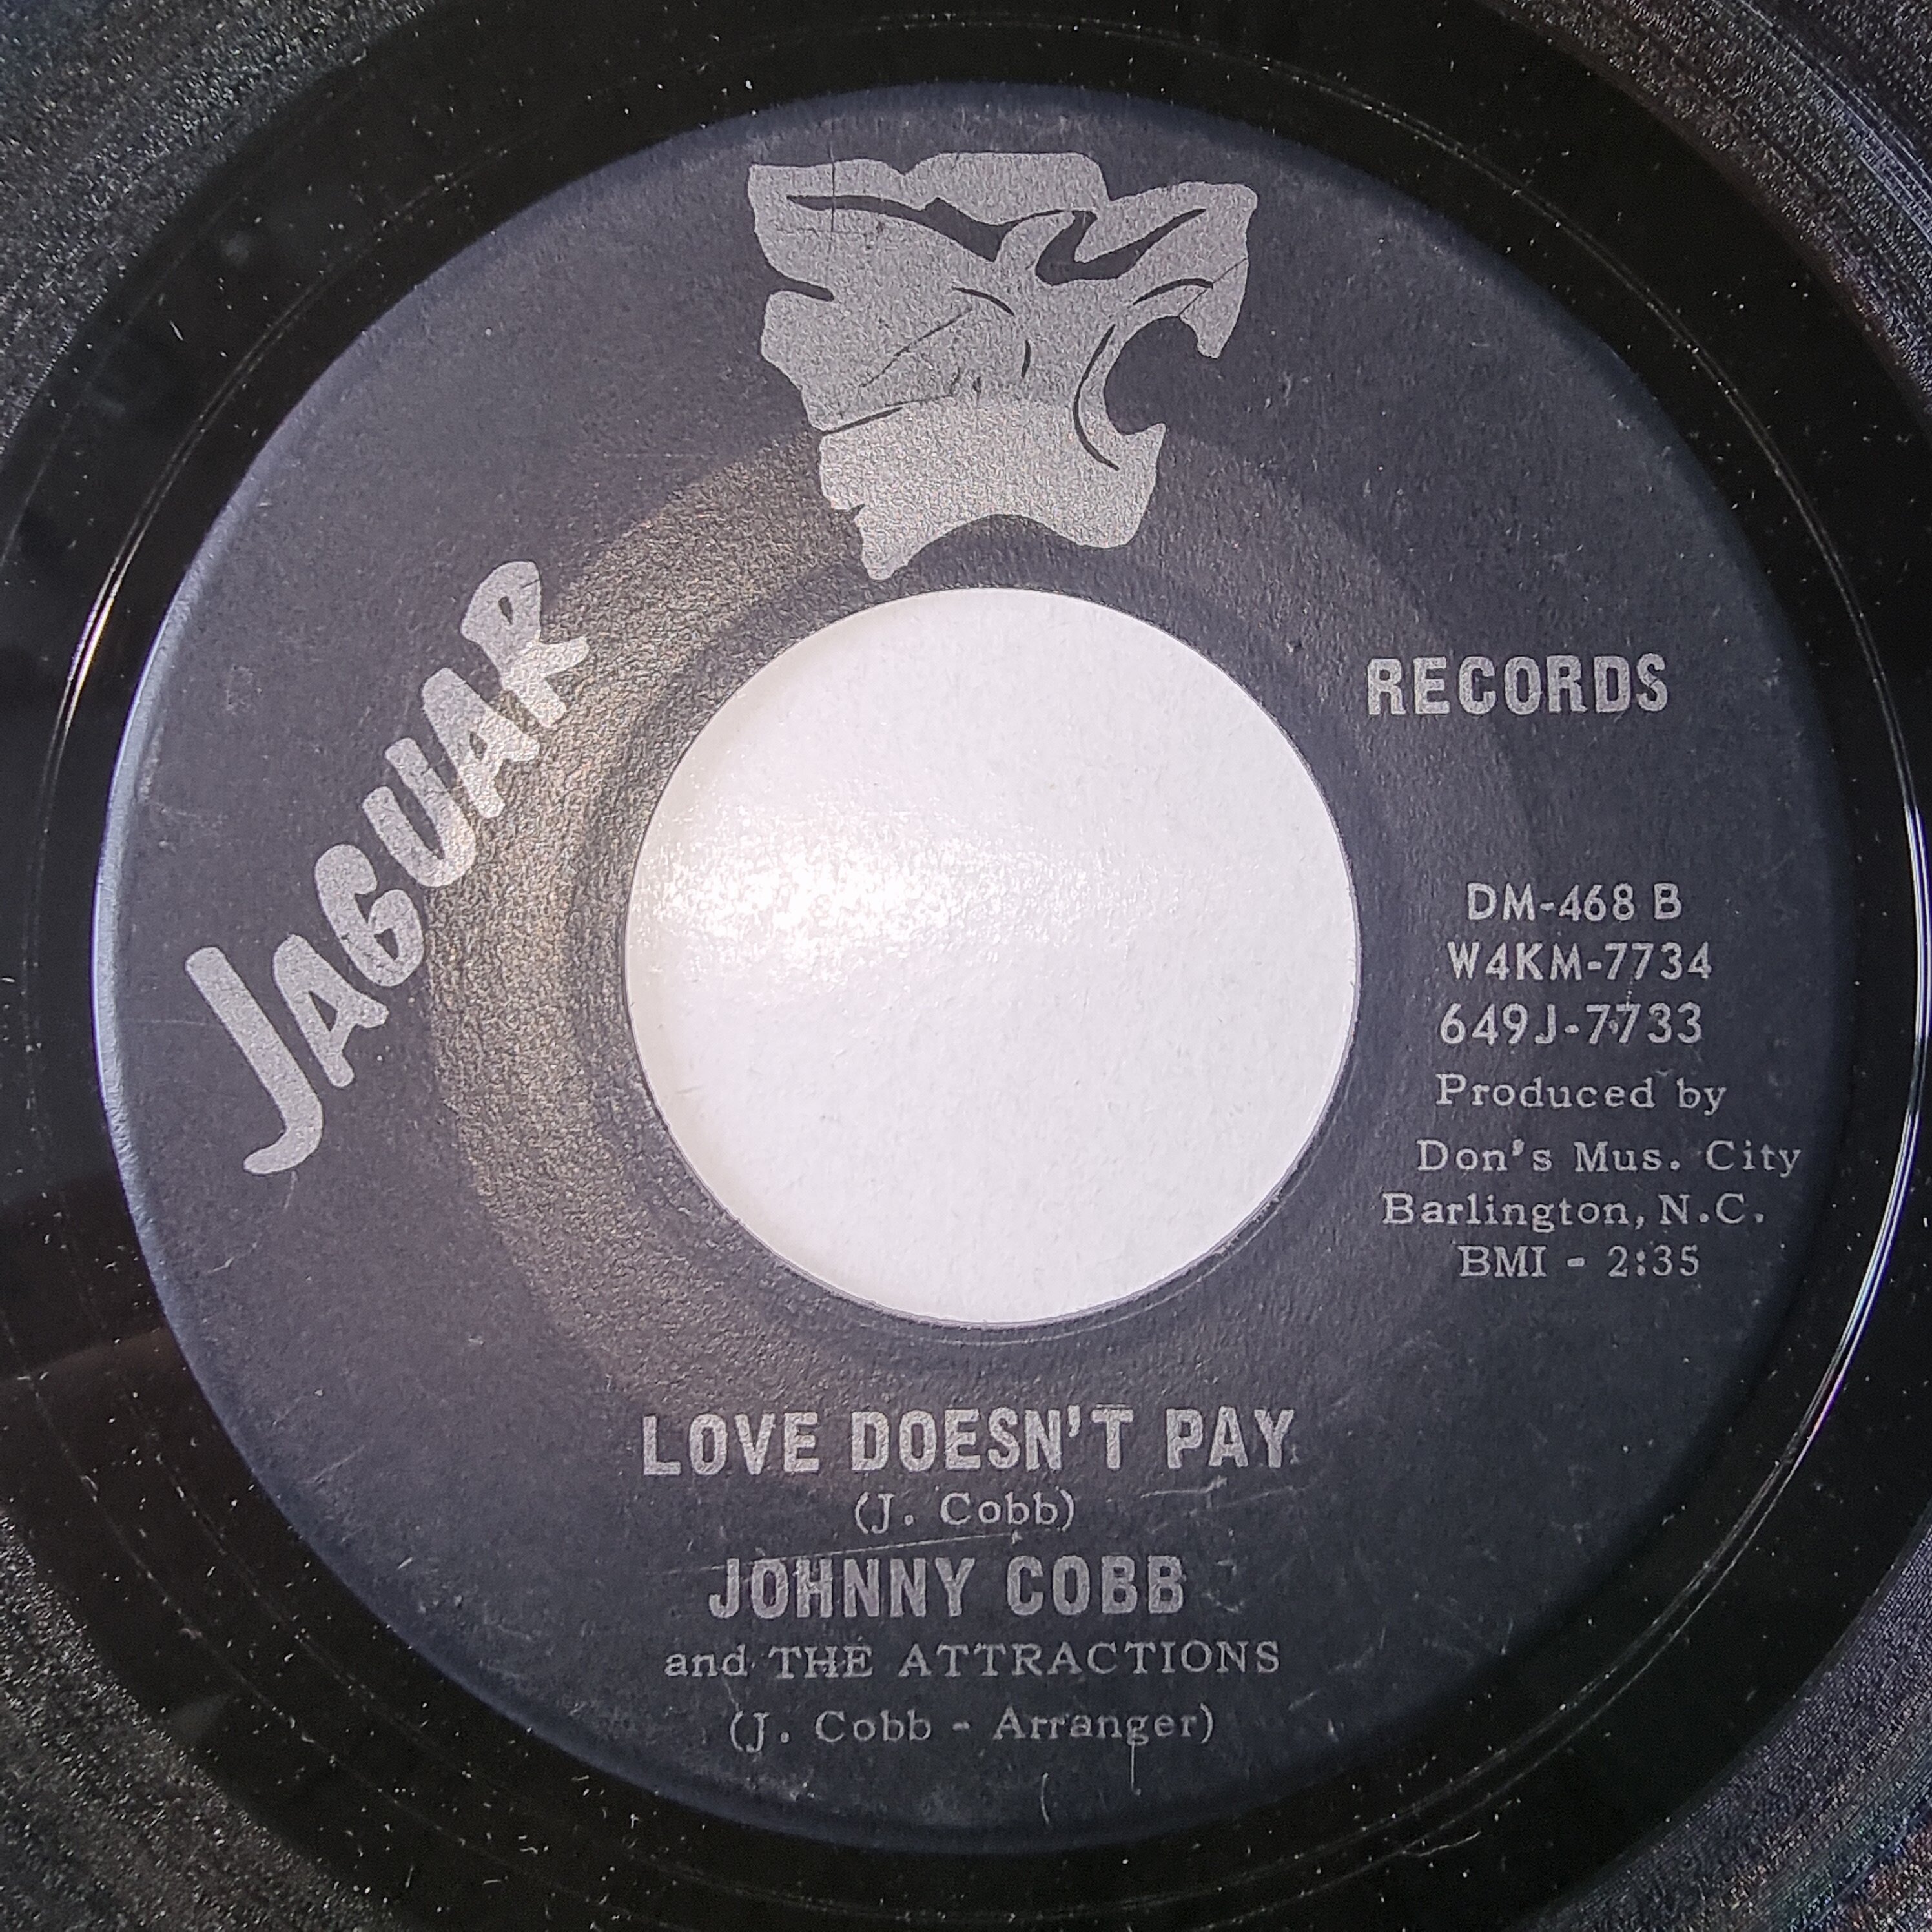 JAGUAR
RECORDS
DM-468 B
W4KM-7734
649J-7733
Produced by
Don's Mus. City
Barlington, N.C.
BMI - 2:35
LOVE DOESN'T PAY
(J. Cobb)
JOHNNY COBB
and THE ATTRACTIONS
(J. Cobb - Arranger)